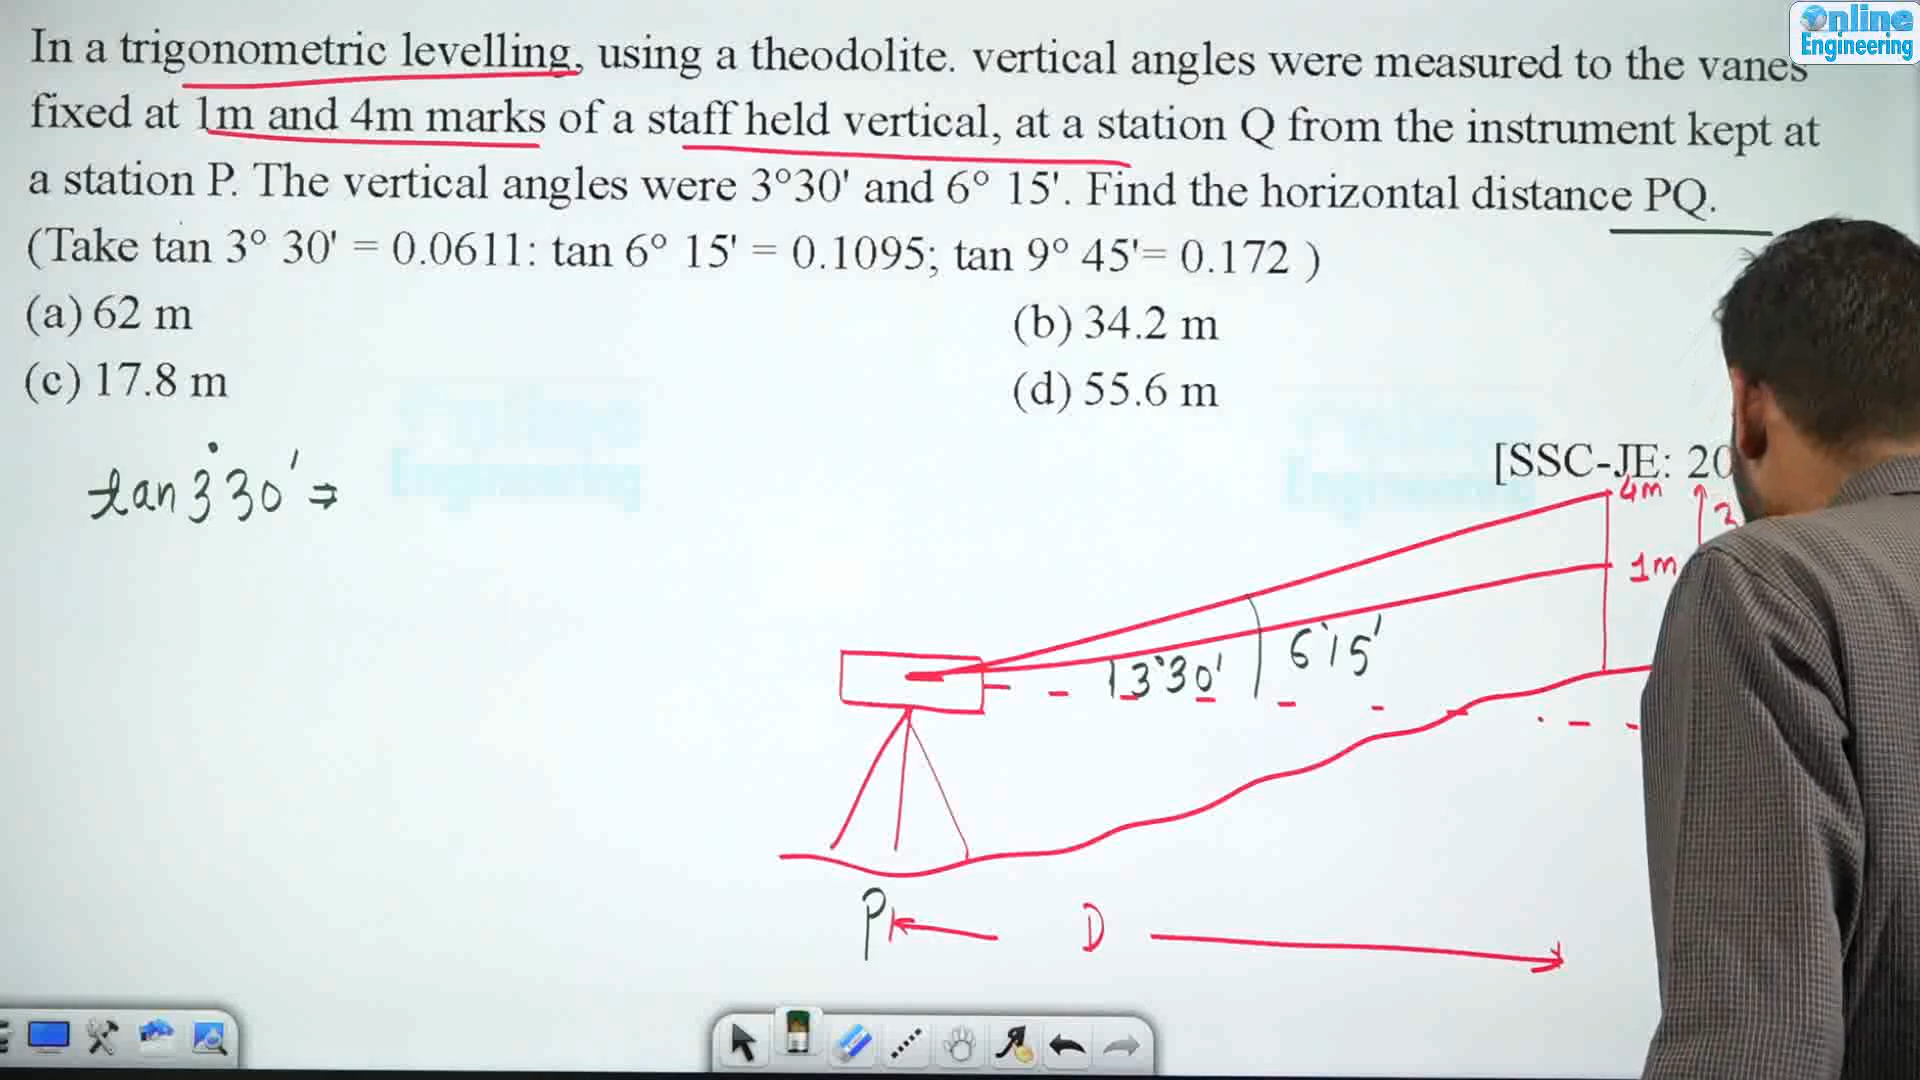 Online
Engineering
In a trigonometric levelling, using a theodolite. vertical angles were measured to the vanes
fixed at 1m and 4m marks of a staff held vertical, at a station Q from the instrument kept at
a station P. The vertical angles were 3°30' and 6° 15'. Find the horizontal distance PQ.
(Take tan 3° 30' = 0.0611: tan 6° 15' = 0.1095; tan 9° 45'= 0.172 )
(a) 62 m
(b) 34.2 m
(c) 17.8 m
(d) 55.6 m
Online
Engineering
Online
Engineering
[SSC-JE: 20
tan 3°30' =
4m
1m
3°30'
6°15'
P
D